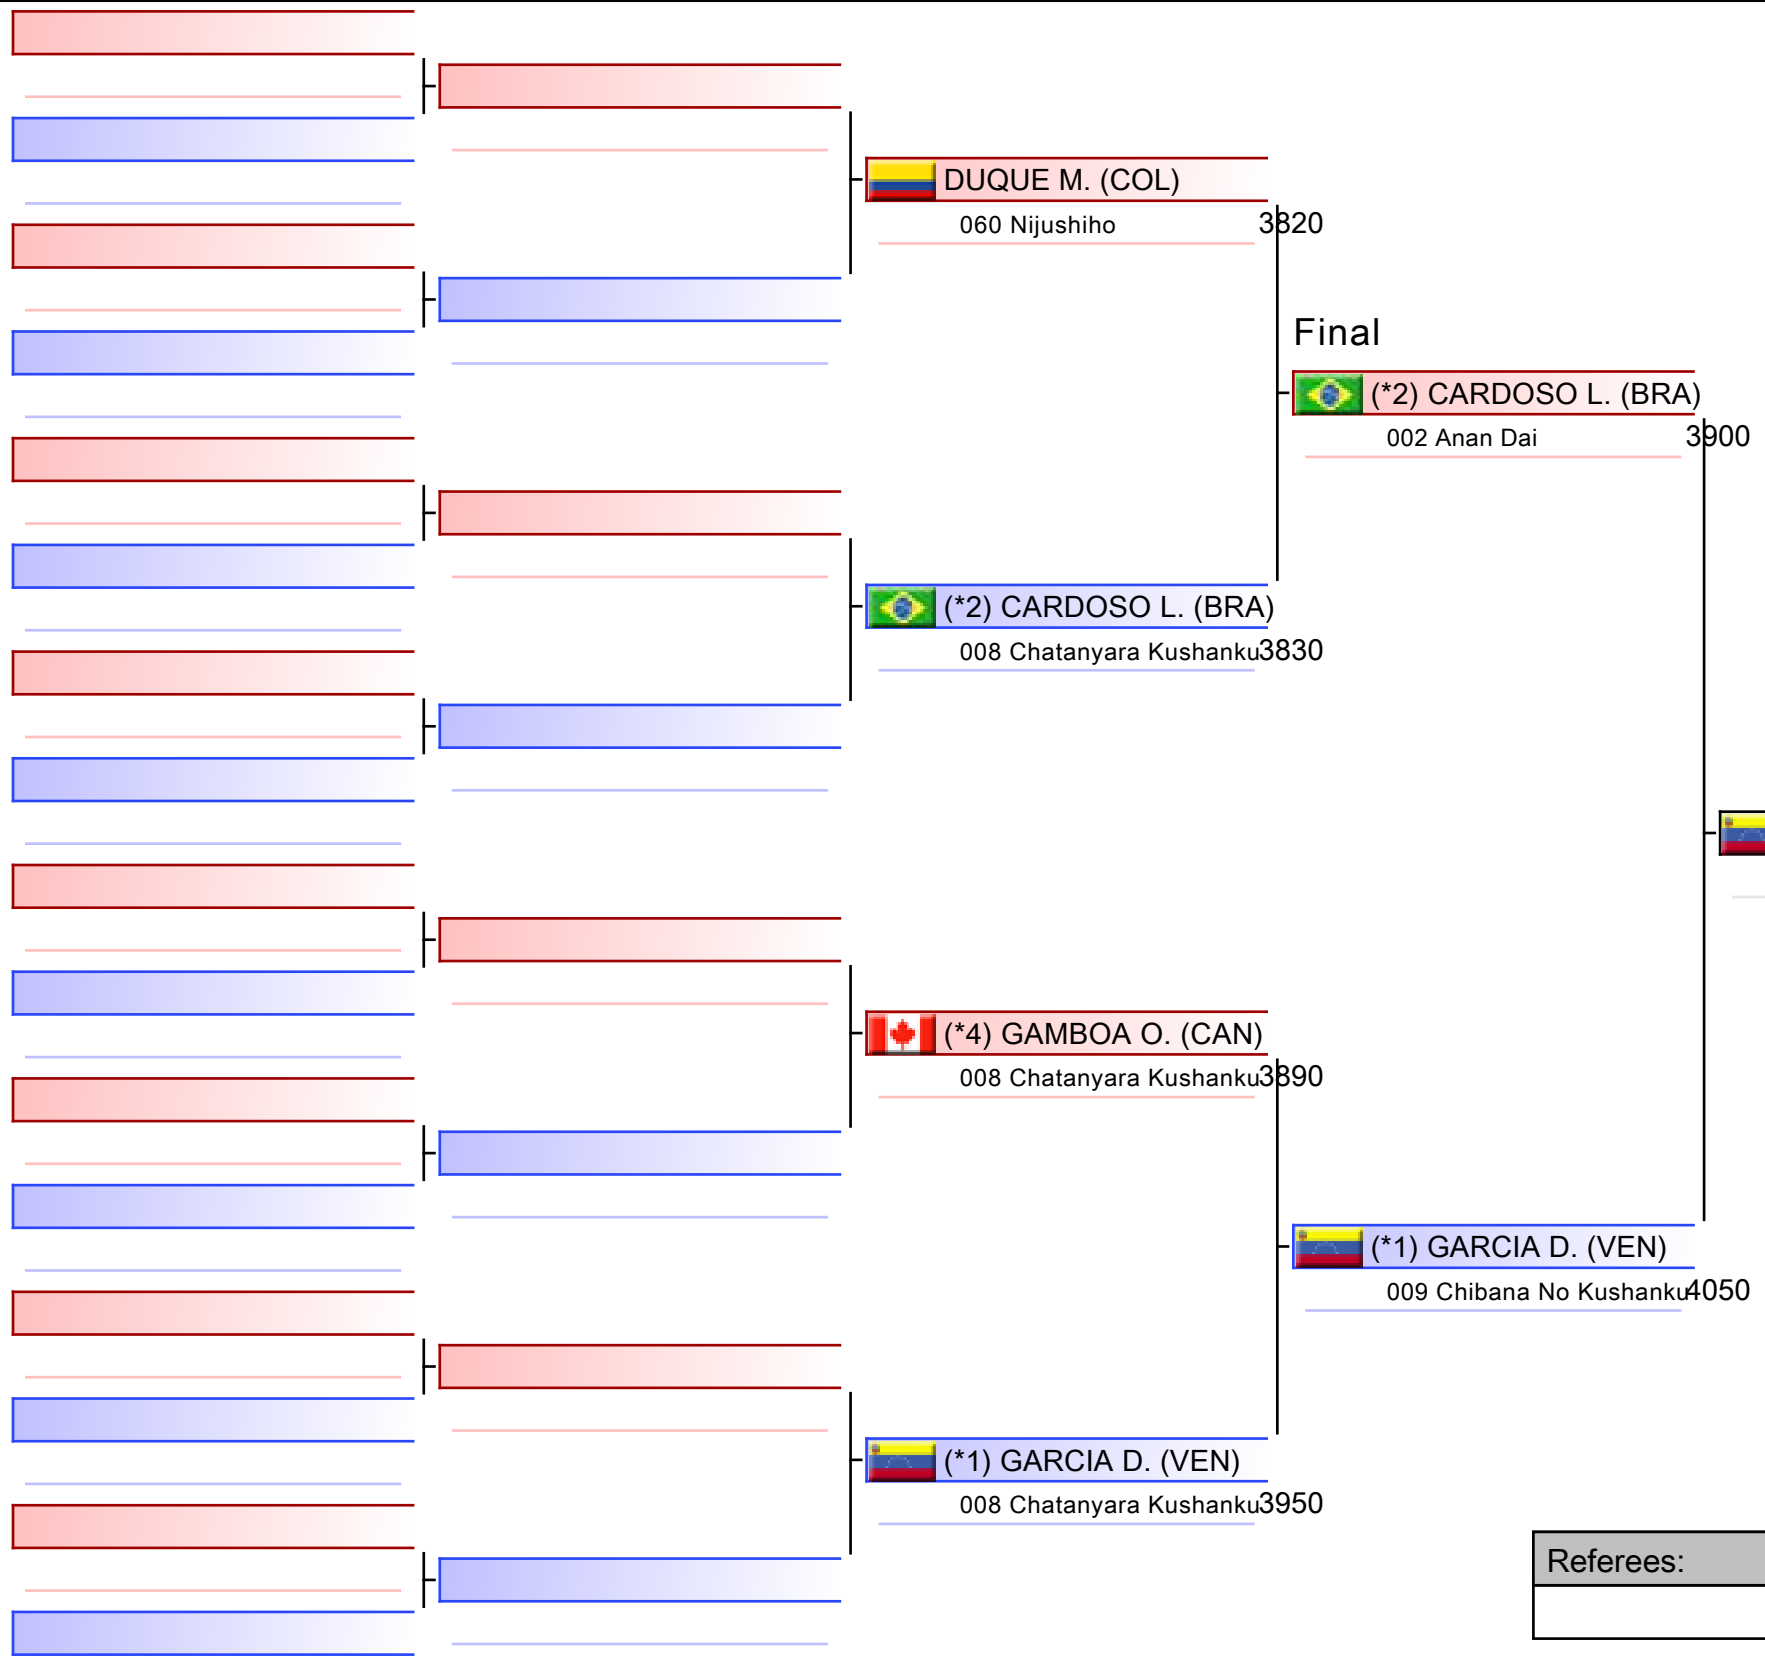 DUQUE M. (COL)
060 Nijushiho 3820
Final
(*2) CARDOSO L. (BRA)
002 Anan Dai 3900
(*2) CARDOSO L. (BRA)
008 Chatanyara Kushanku 3830
(*4) GAMBOA O. (CAN)
008 Chatanyara Kushanku 3890
(*1) GARCIA D. (VEN)
009 Chibana No Kushanku 4050
(*1) GARCIA D. (VEN)
008 Chatanyara Kushanku 3950
Referees: